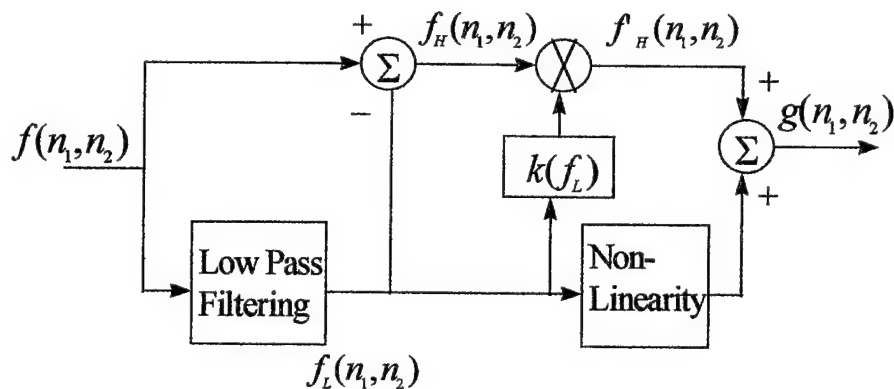 +
f_H(n_1,n_2)
f'_H(n_1,n_2)
Σ
−
+
g(n_1,n_2)
f(n_1,n_2)
k(f_L)
Σ
+
Low Pass
Filtering
Non-
Linearity
f_L(n_1,n_2)